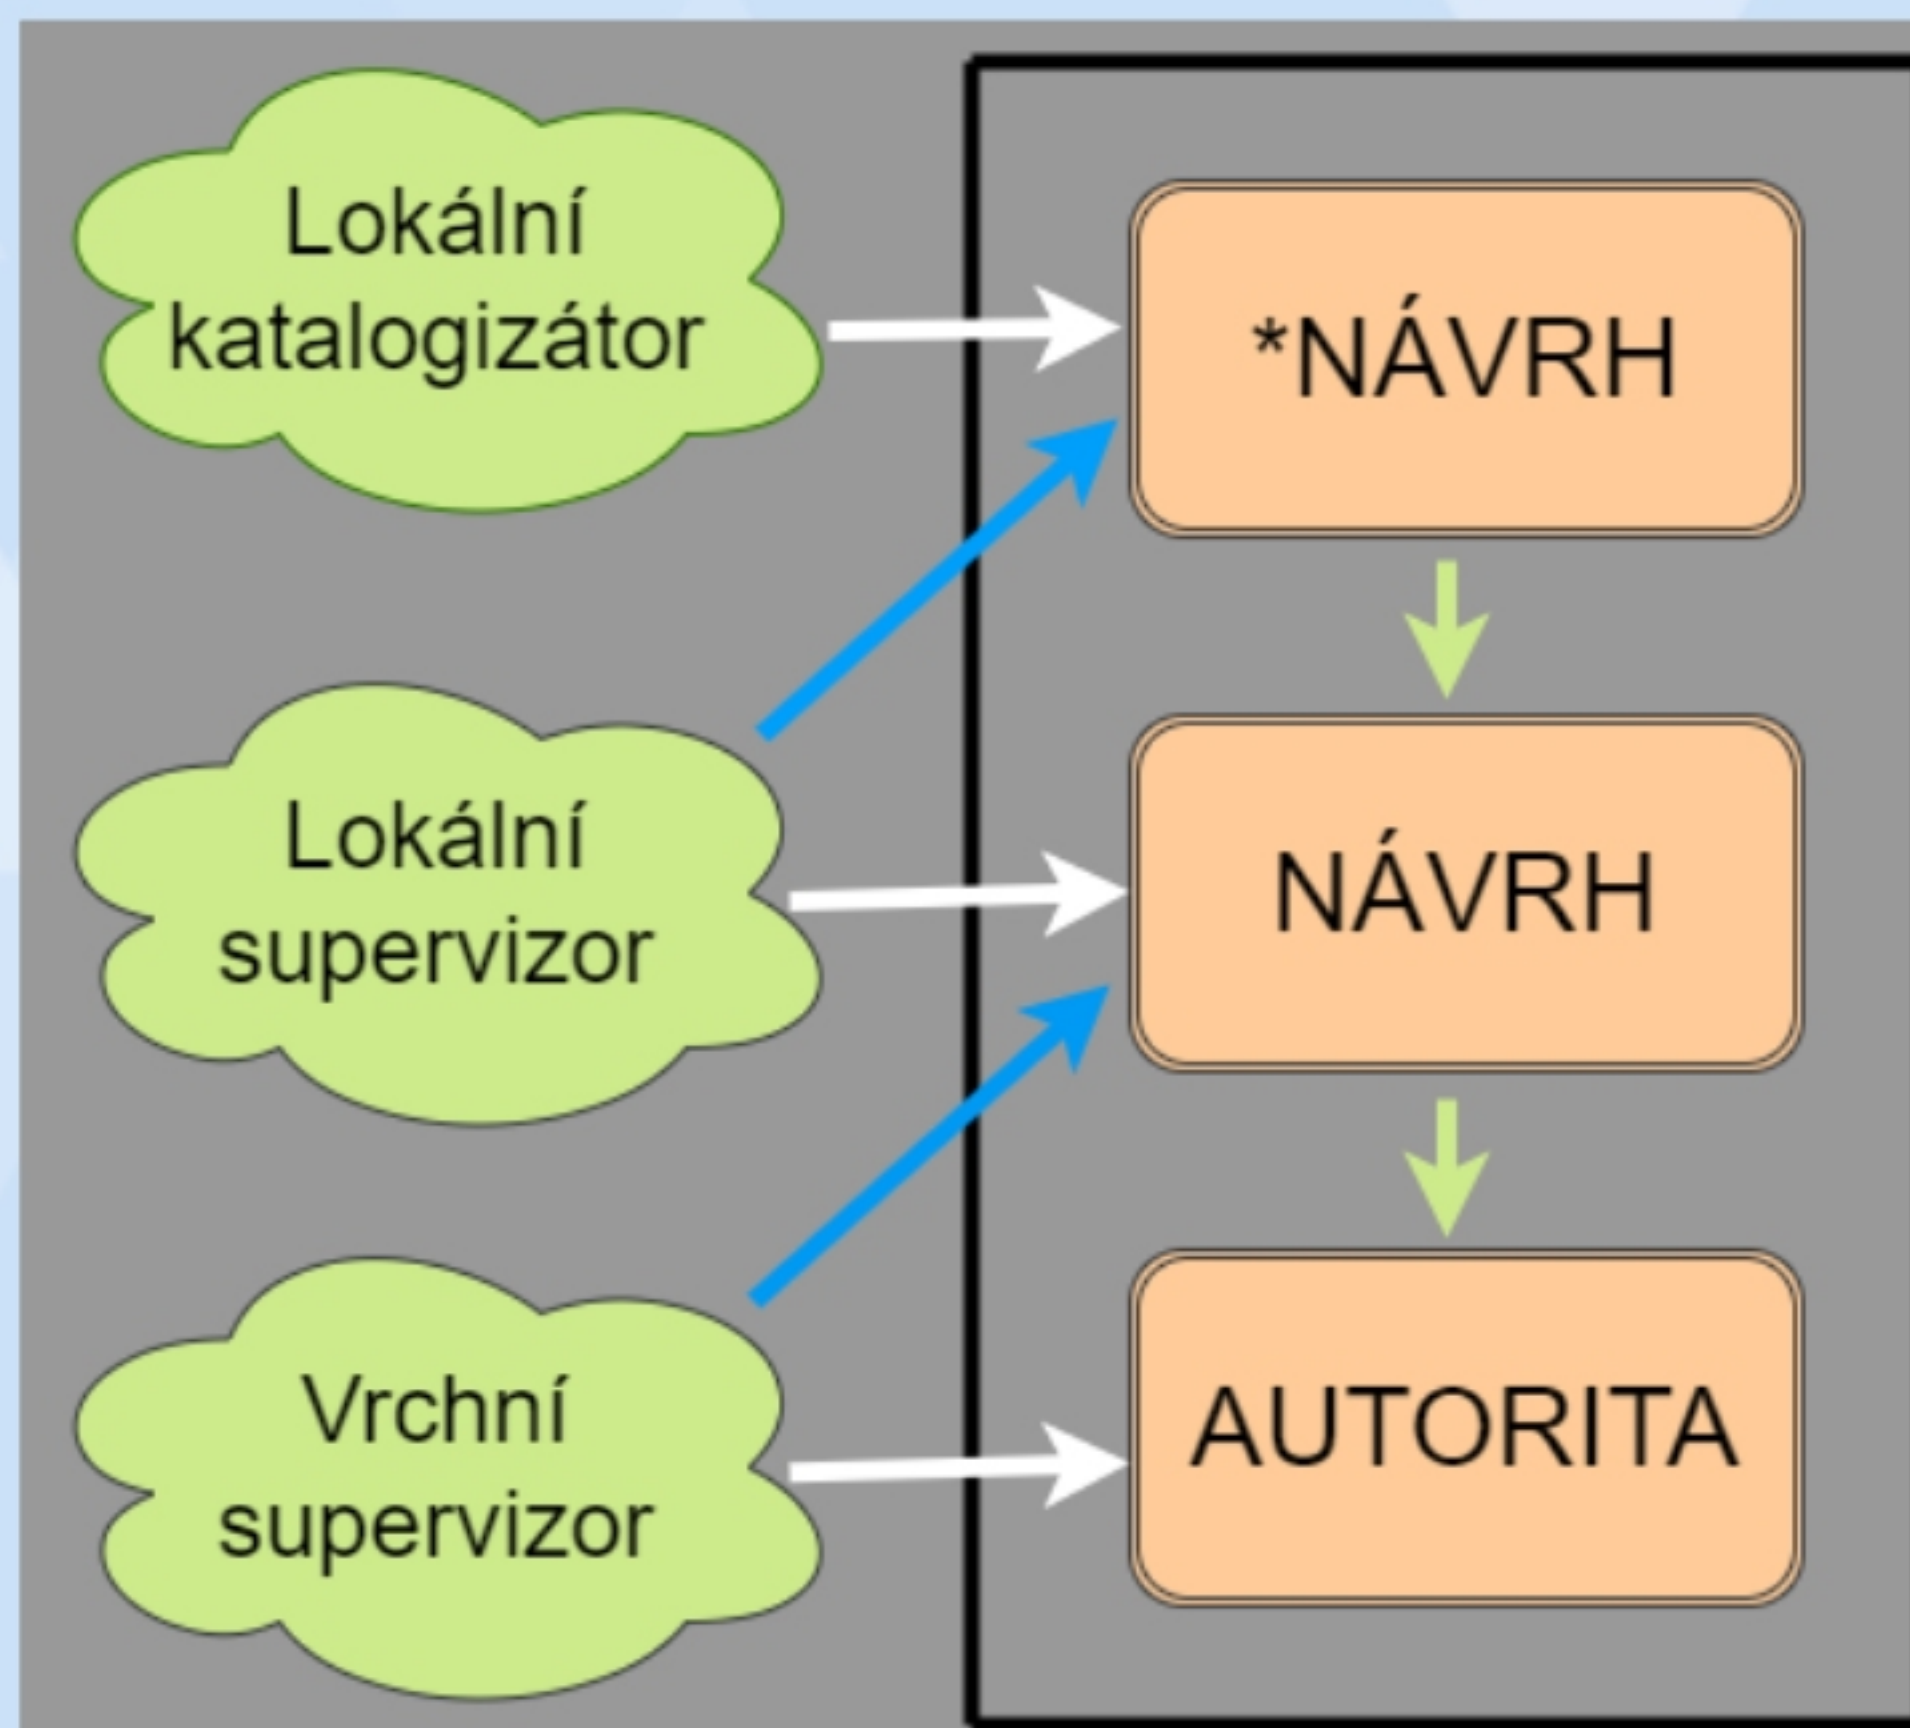 Lokální
katalogizátor
*NÁVRH
Lokální
supervizor
NÁVRH
Vrchní
supervizor
AUTORITA